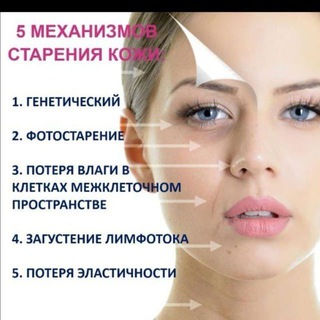 5 МЕХАНИЗМОВ
СТАРЕНИЯ КОЖИ
1. ГЕНЕТИЧЕСКИЙ
2. ФОТОСТАРЕНИЕ
3. ПОТЕРЯ ВЛАГИ В
КЛЕТКАХ МЕЖКЛЕТОЧНОМ
ПРОСТРАНСТВЕ
4. ЗАГУСТЕНИЕ ЛИМФОТОКА
5. ПОТЕРЯ ЭЛАСТИЧНОСТИ